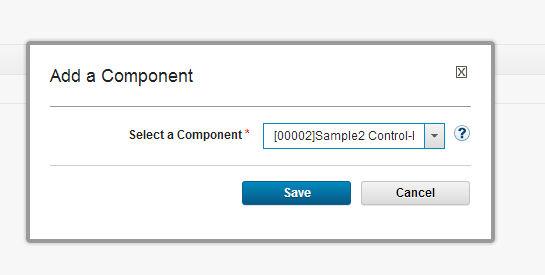 Add a Component
Select a Component * [00002]Sample2 Control-I
Save Cancel